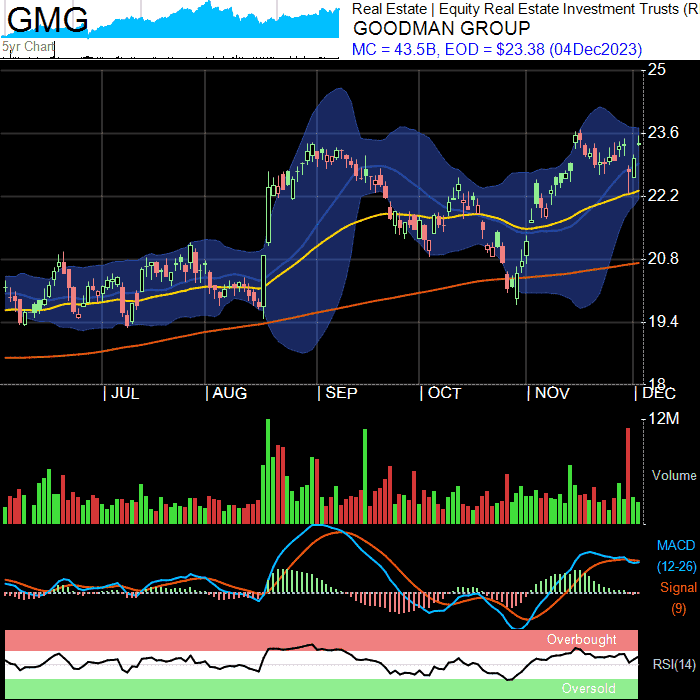 GMG
5yr Chart
Real Estate | Equity Real Estate Investment Trusts (R
GOODMAN GROUP
MC = 43.5B, EOD = $23.38 (04Dec2023)
25
23.6
22.2
20.8
19.4
18
| JUL | AUG | SEP | OCT | NOV | DEC
12M
Volume
MACD
(12-26)
Signal
(9)
Overbought
RSI(14)
Oversold